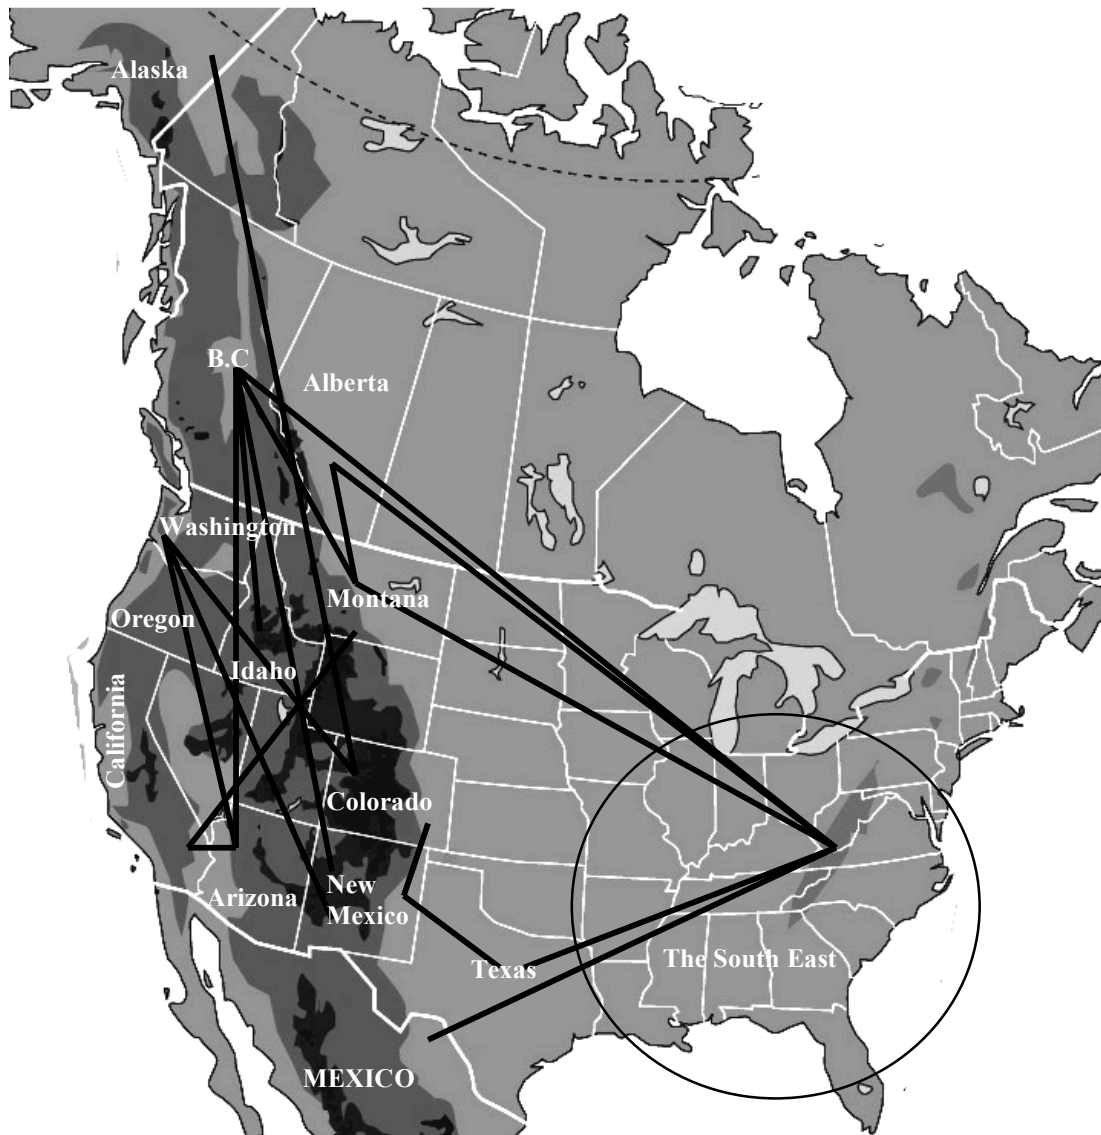 Alaska
B.C
Alberta
Washington
Montana
Oregon
Idaho
California
Colorado
New
Mexico
Arizona
Texas
The South East
MEXICO